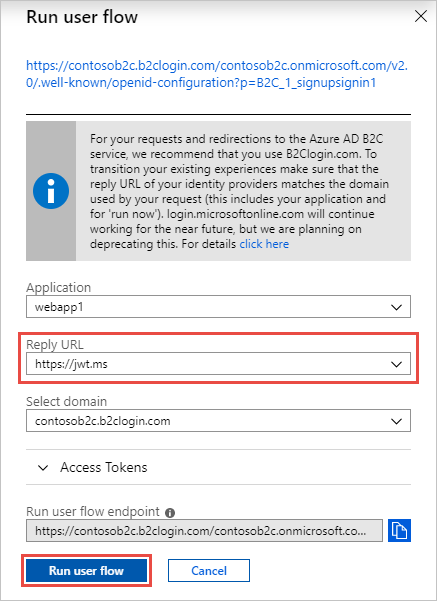 Run user flow
https://contosob2c.b2clogin.com/contosob2c.onmicrosoft.com/v2.
0/.well-known/openid-configuration?p=B2C_1_signupsignin1
For your requests and redirections to the Azure AD B2C
service, we recommend that you use B2Clogin.com. To
transition your existing experiences make sure that the
reply URL of your identity providers matches the domain
used by your request (this includes your application and
for 'run now'). login.microsoftonline.com will continue
working for the near future, but we are planning on
deprecating this. For details click here
Application
webapp1
Reply URL
https://jwt.ms
Select domain
contosob2c.b2clogin.com
Access Tokens
Run user flow endpoint
https://contosob2c.b2clogin.com/contosob2c.onmicrosoft.co...
Run user flow
Cancel